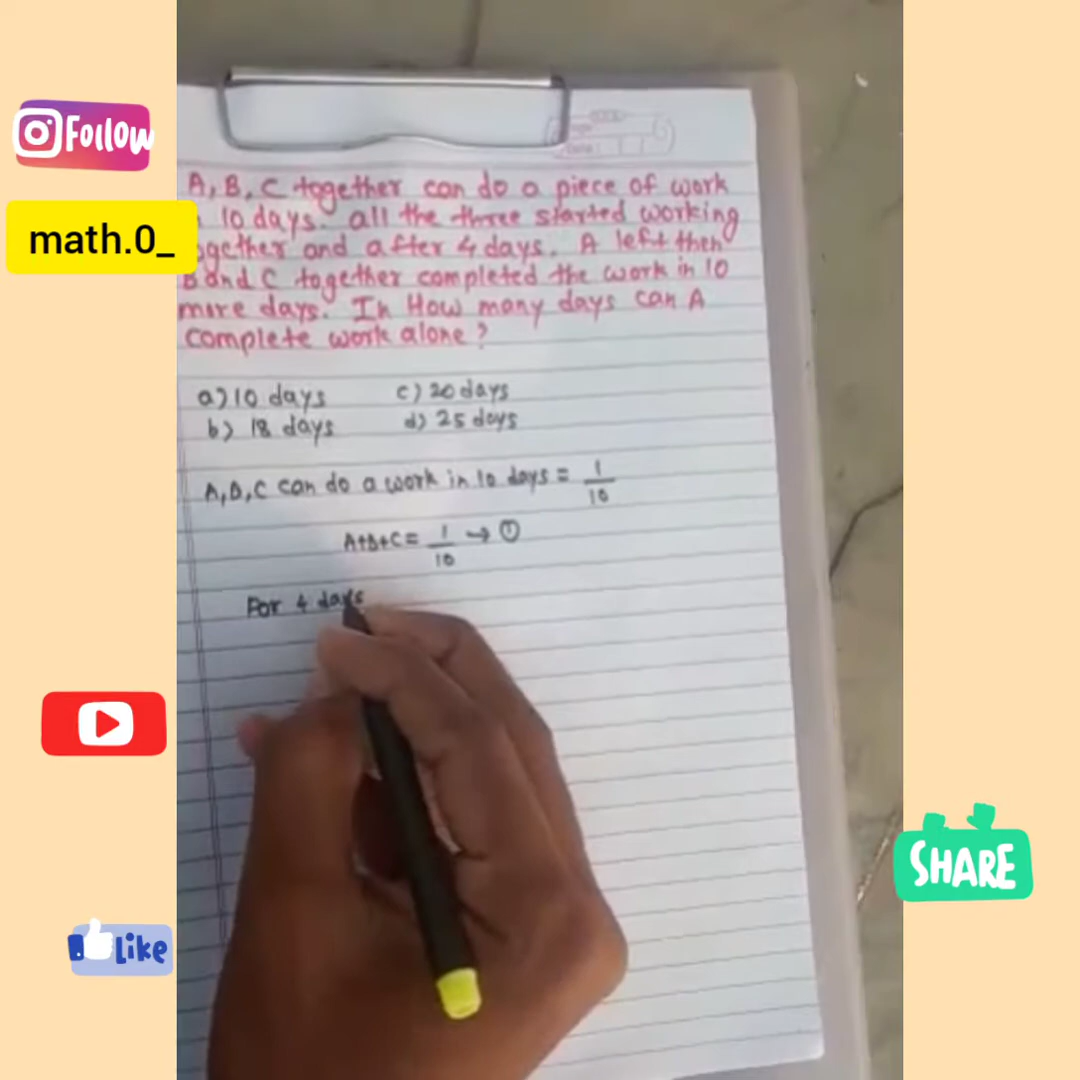 Follow
math.0_
A, B, C together can do a piece of work
10 days. all the three started working
gether and after 4 days. A left then
B and C together completed the work in 10
more days. In How many days can A
complete work alone?
a) 10 days c) 20 days
b) 18 days d) 25 days
A, B, C can do a work in 10 days = 1/10
A+B+C = 1/10 → ①
For 4 days
Like
SHARE